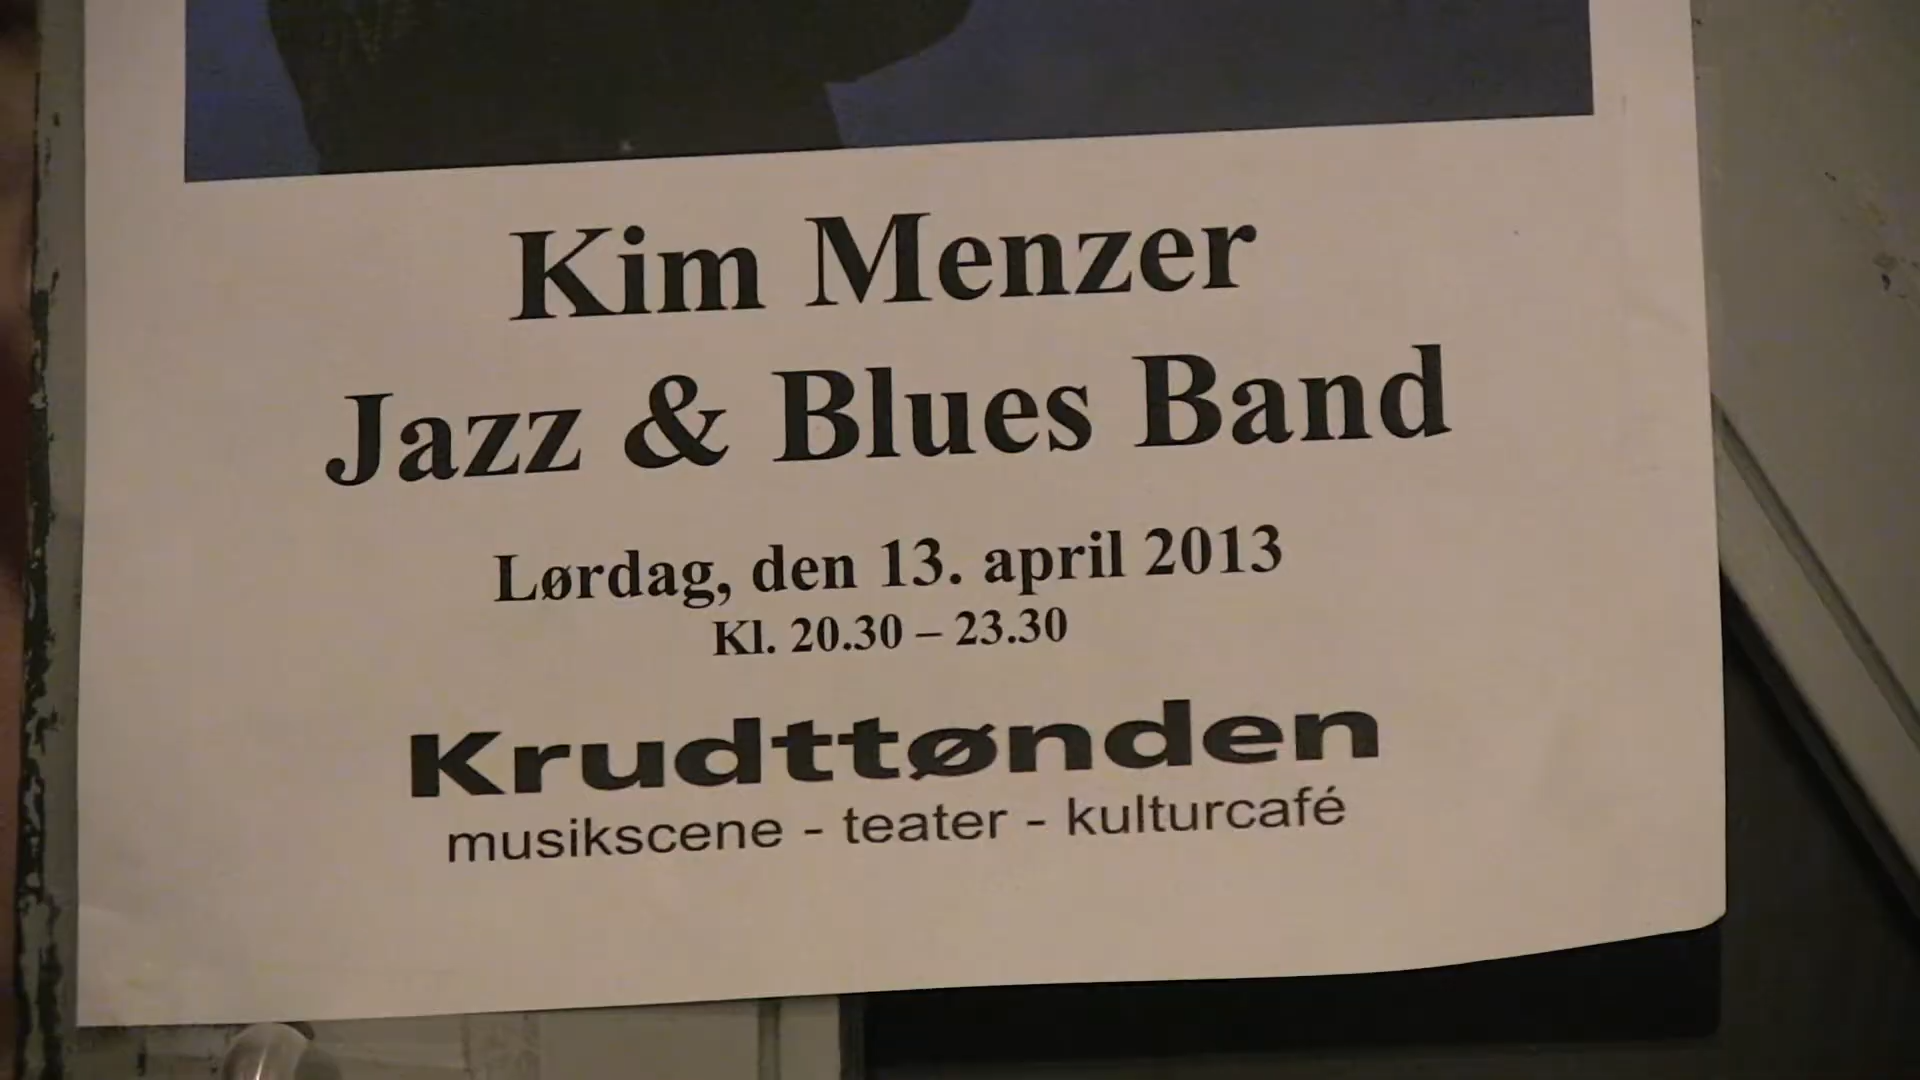 Kim Menzer
Jazz & Blues Band
Lørdag, den 13. april 2013
Kl. 20.30 – 23.30
Krudttønden
musikscene - teater - kulturcafé